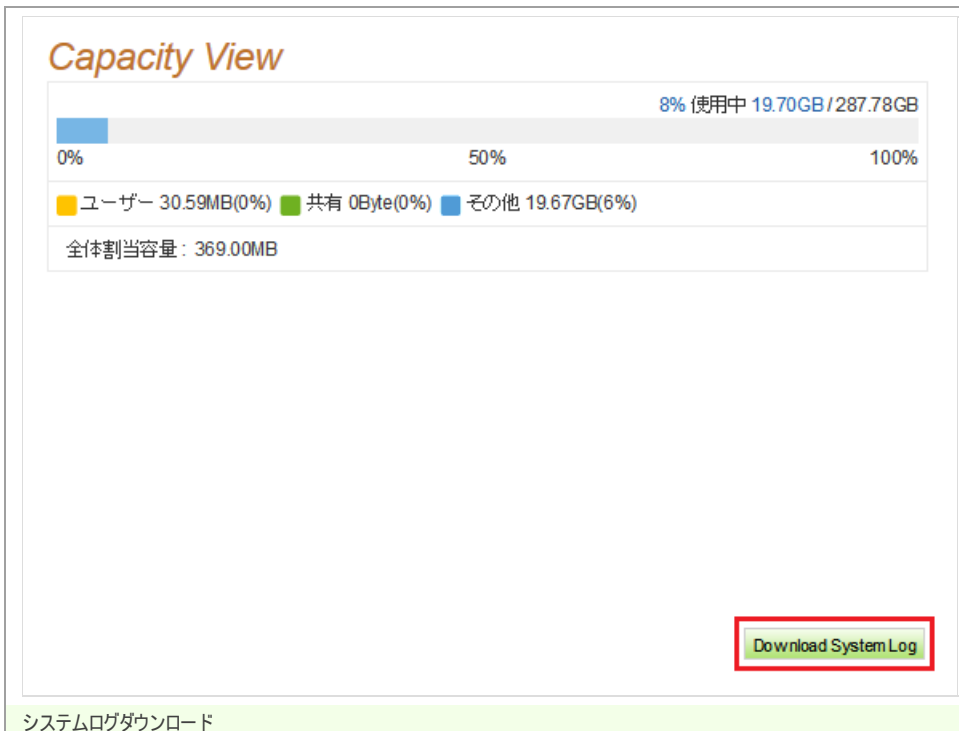 Capacity View
8% 使用中 19.70GB / 287.78GB
0% 50% 100%
ユーザー 30.59MB(0%) 共有 0Byte(0%) その他 19.67GB(6%)
全体割当容量 : 369.00MB
Download System Log
システムログダウンロード